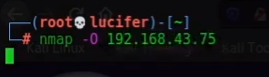 ┌──(root💀lucifer)-[~]
└─# nmap -O 192.168.43.75